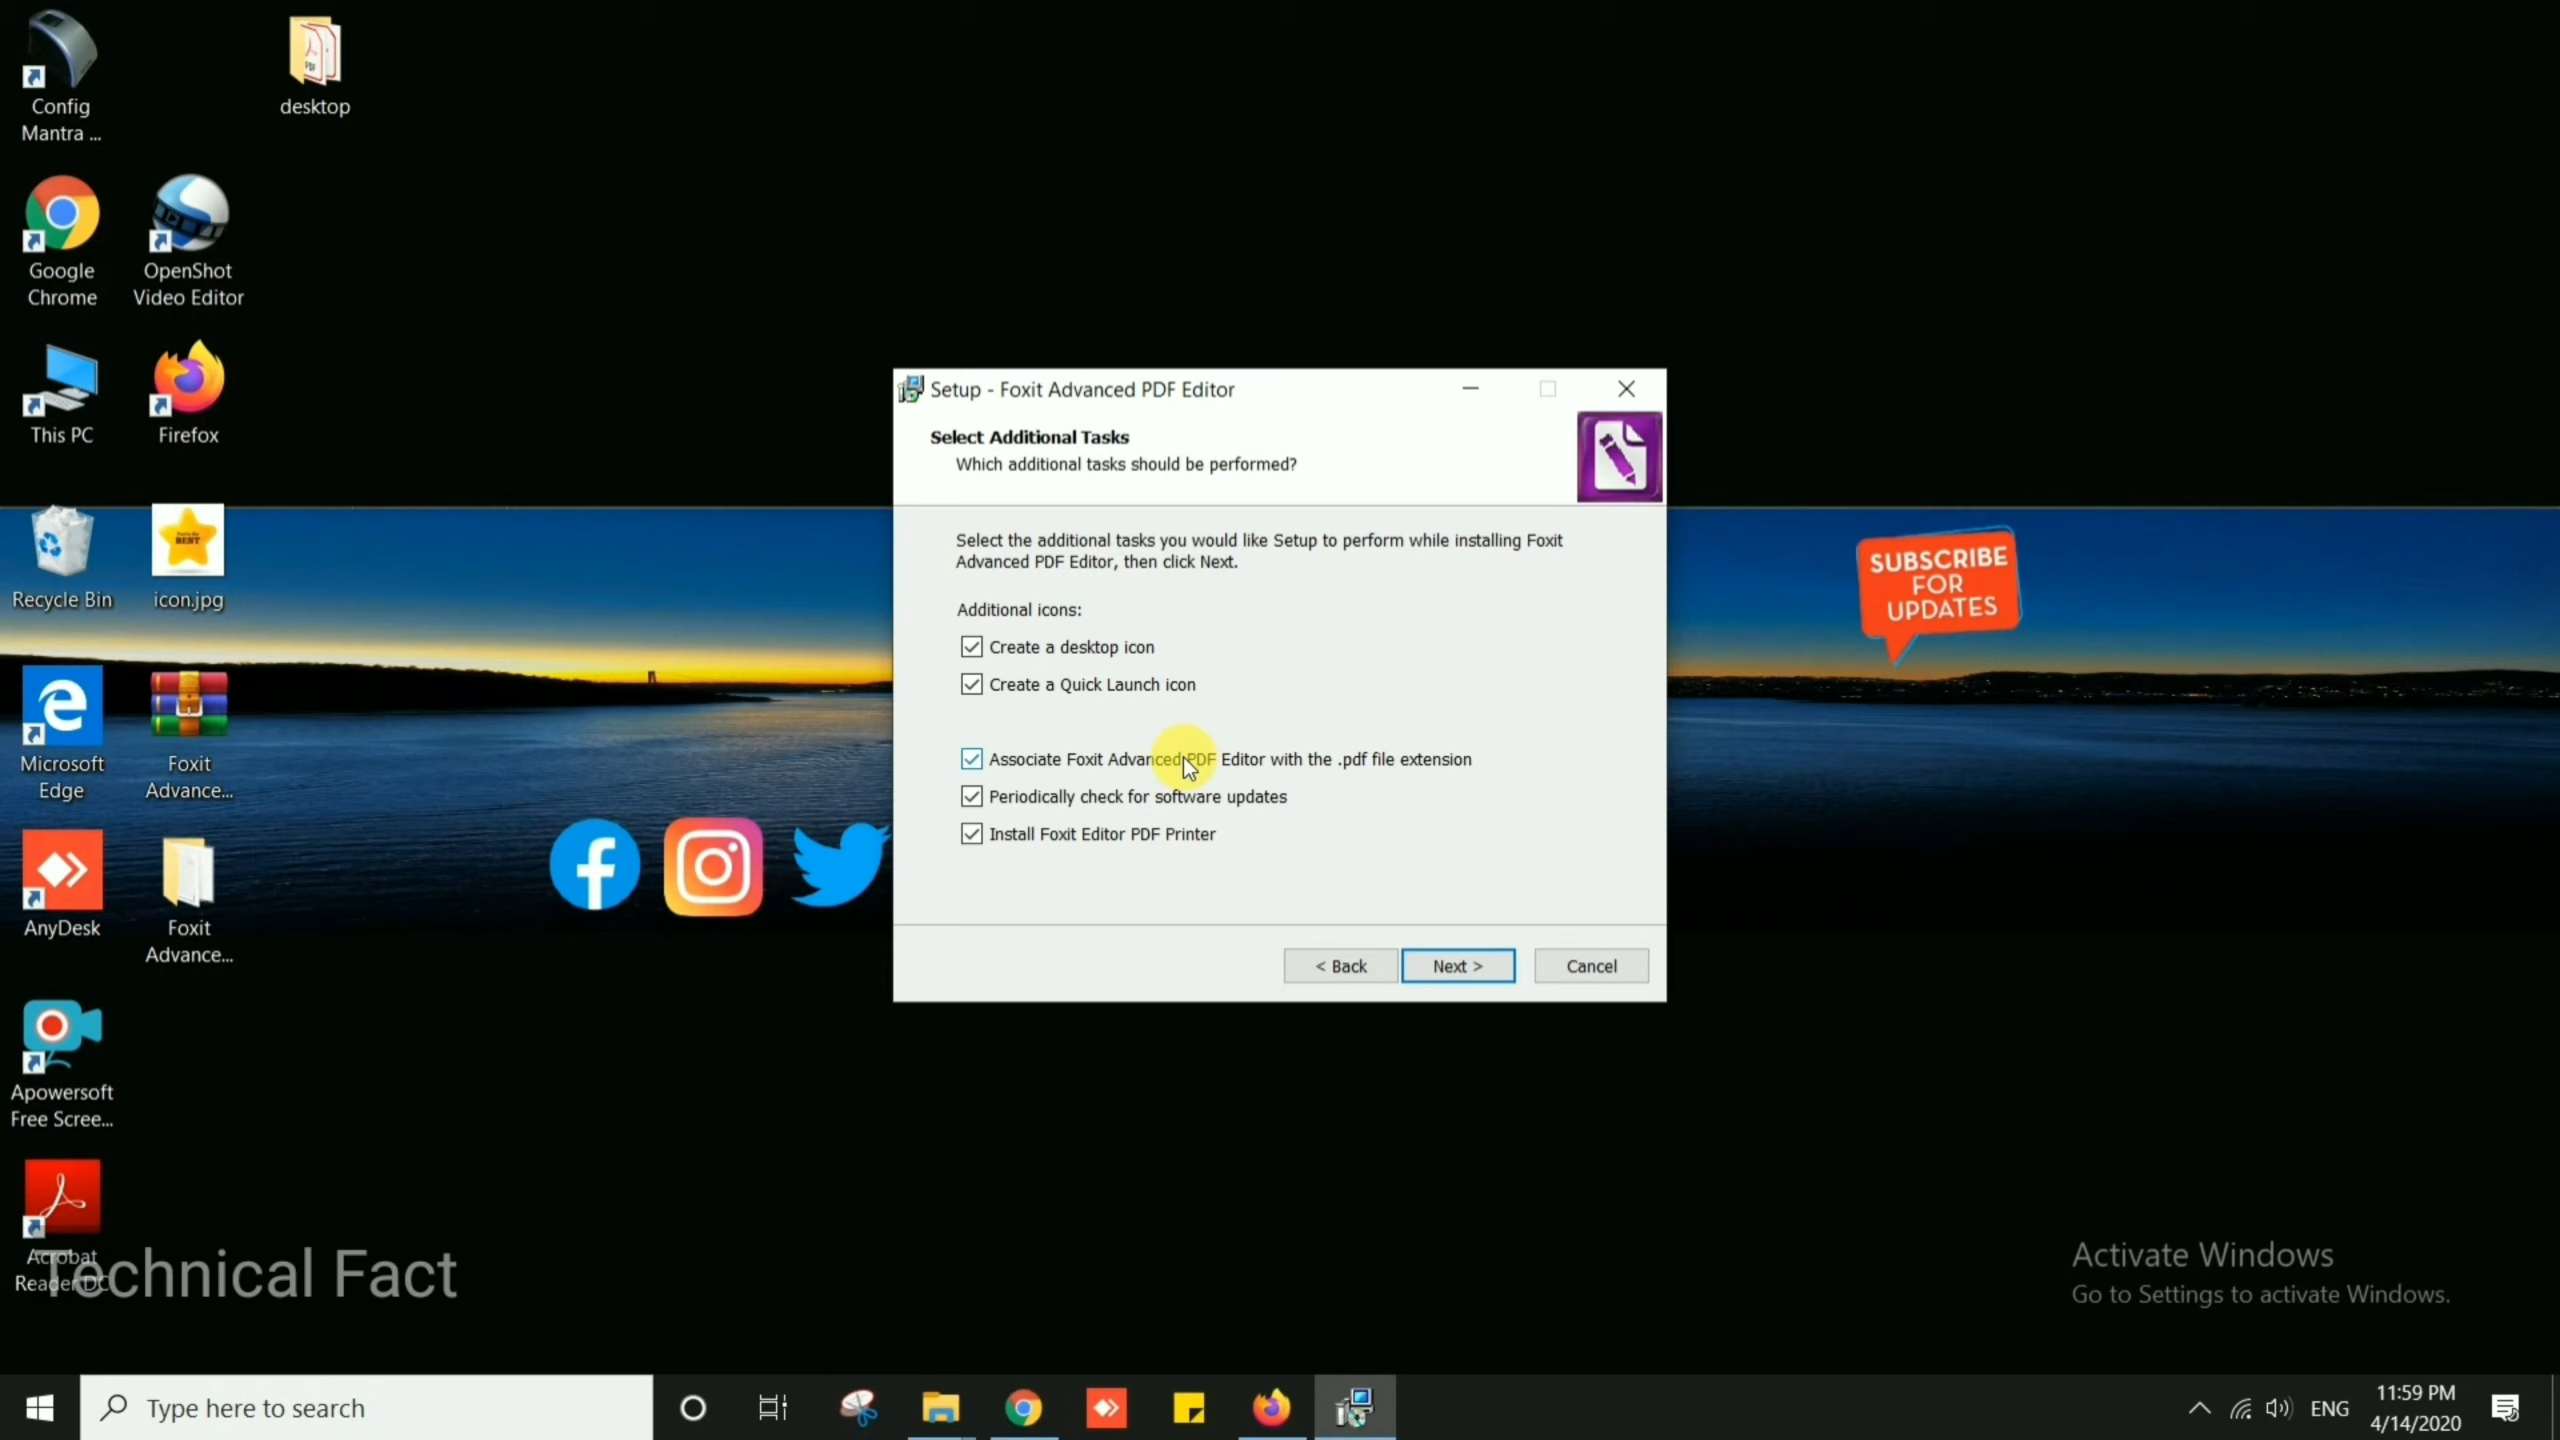 Config
Mantra ...
desktop
Google
Chrome
OpenShot
Video Editor
This PC
Firefox
Recycle Bin
icon.jpg
BEST
Microsoft
Edge
Foxit
Advance...
AnyDesk
Foxit
Advance...
Apowersoft
Free Scree...
Acrobat
Reader DC
Technical Fact
Setup - Foxit Advanced PDF Editor
Select Additional Tasks
Which additional tasks should be performed?
Select the additional tasks you would like Setup to perform while installing Foxit
Advanced PDF Editor, then click Next.
Additional icons:
Create a desktop icon
Create a Quick Launch icon
Associate Foxit Advanced PDF Editor with the .pdf file extension
Periodically check for software updates
Install Foxit Editor PDF Printer
< Back
Next >
Cancel
SUBSCRIBE
FOR
UPDATES
Activate Windows
Go to Settings to activate Windows.
Type here to search
ENG
11:59 PM
4/14/2020